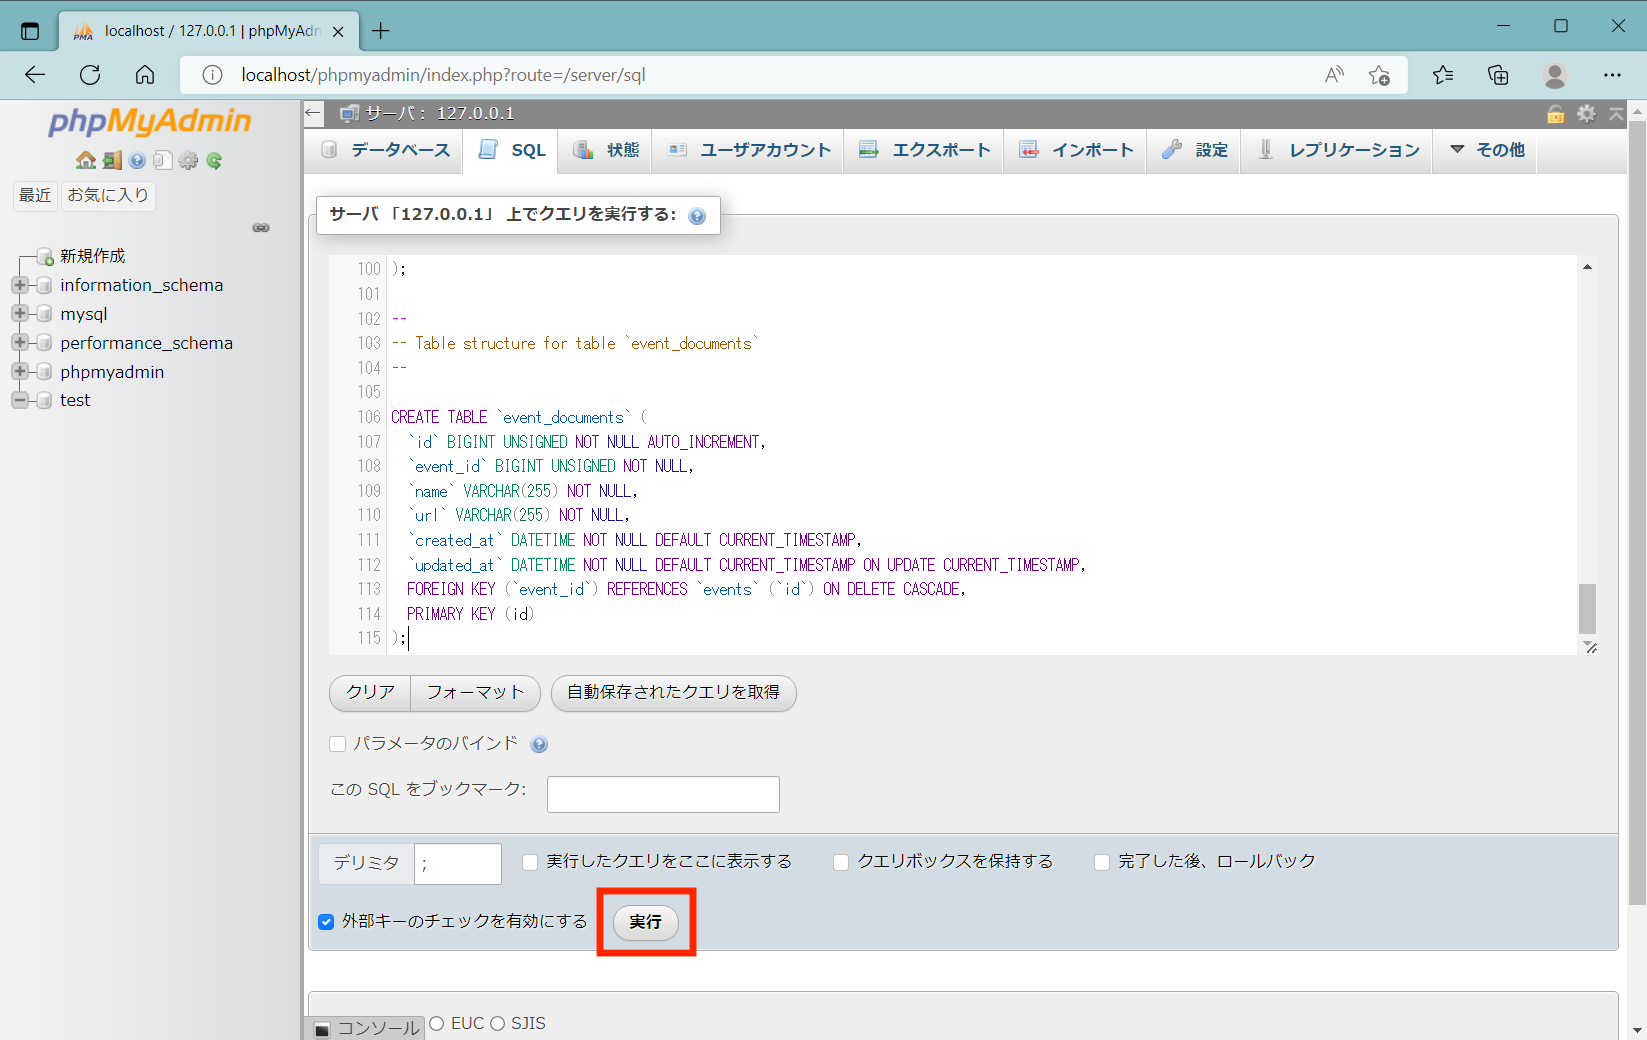 localhost / 127.0.0.1 | phpMyAdn
localhost/phpmyadmin/index.php?route=/server/sql
phpMyAdmin
最近
お気に入り
新規作成
information_schema
mysql
performance_schema
phpmyadmin
test
サーバ : 127.0.0.1
データベース
SQL
状態
ユーザアカウント
エクスポート
インポート
設定
レプリケーション
その他
サーバ 「127.0.0.1」 上でクエリを実行する:
100 );
101
102 --
103 -- Table structure for table `event_documents`
104 --
105
106 CREATE TABLE `event_documents` (
107 `id` BIGINT UNSIGNED NOT NULL AUTO_INCREMENT,
108 `event_id` BIGINT UNSIGNED NOT NULL,
109 `name` VARCHAR(255) NOT NULL,
110 `url` VARCHAR(255) NOT NULL,
111 `created_at` DATETIME NOT NULL DEFAULT CURRENT_TIMESTAMP,
112 `updated_at` DATETIME NOT NULL DEFAULT CURRENT_TIMESTAMP ON UPDATE CURRENT_TIMESTAMP,
113 FOREIGN KEY (`event_id`) REFERENCES `events` (`id`) ON DELETE CASCADE,
114 PRIMARY KEY (id)
115 );
クリア
フォーマット
自動保存されたクエリを取得
パラメータのバインド
この SQL をブックマーク:
デリミタ ;
実行したクエリをここに表示する
クエリボックスを保持する
完了した後、ロールバック
外部キーのチェックを有効にする
実行
コンソール
EUC
SJIS